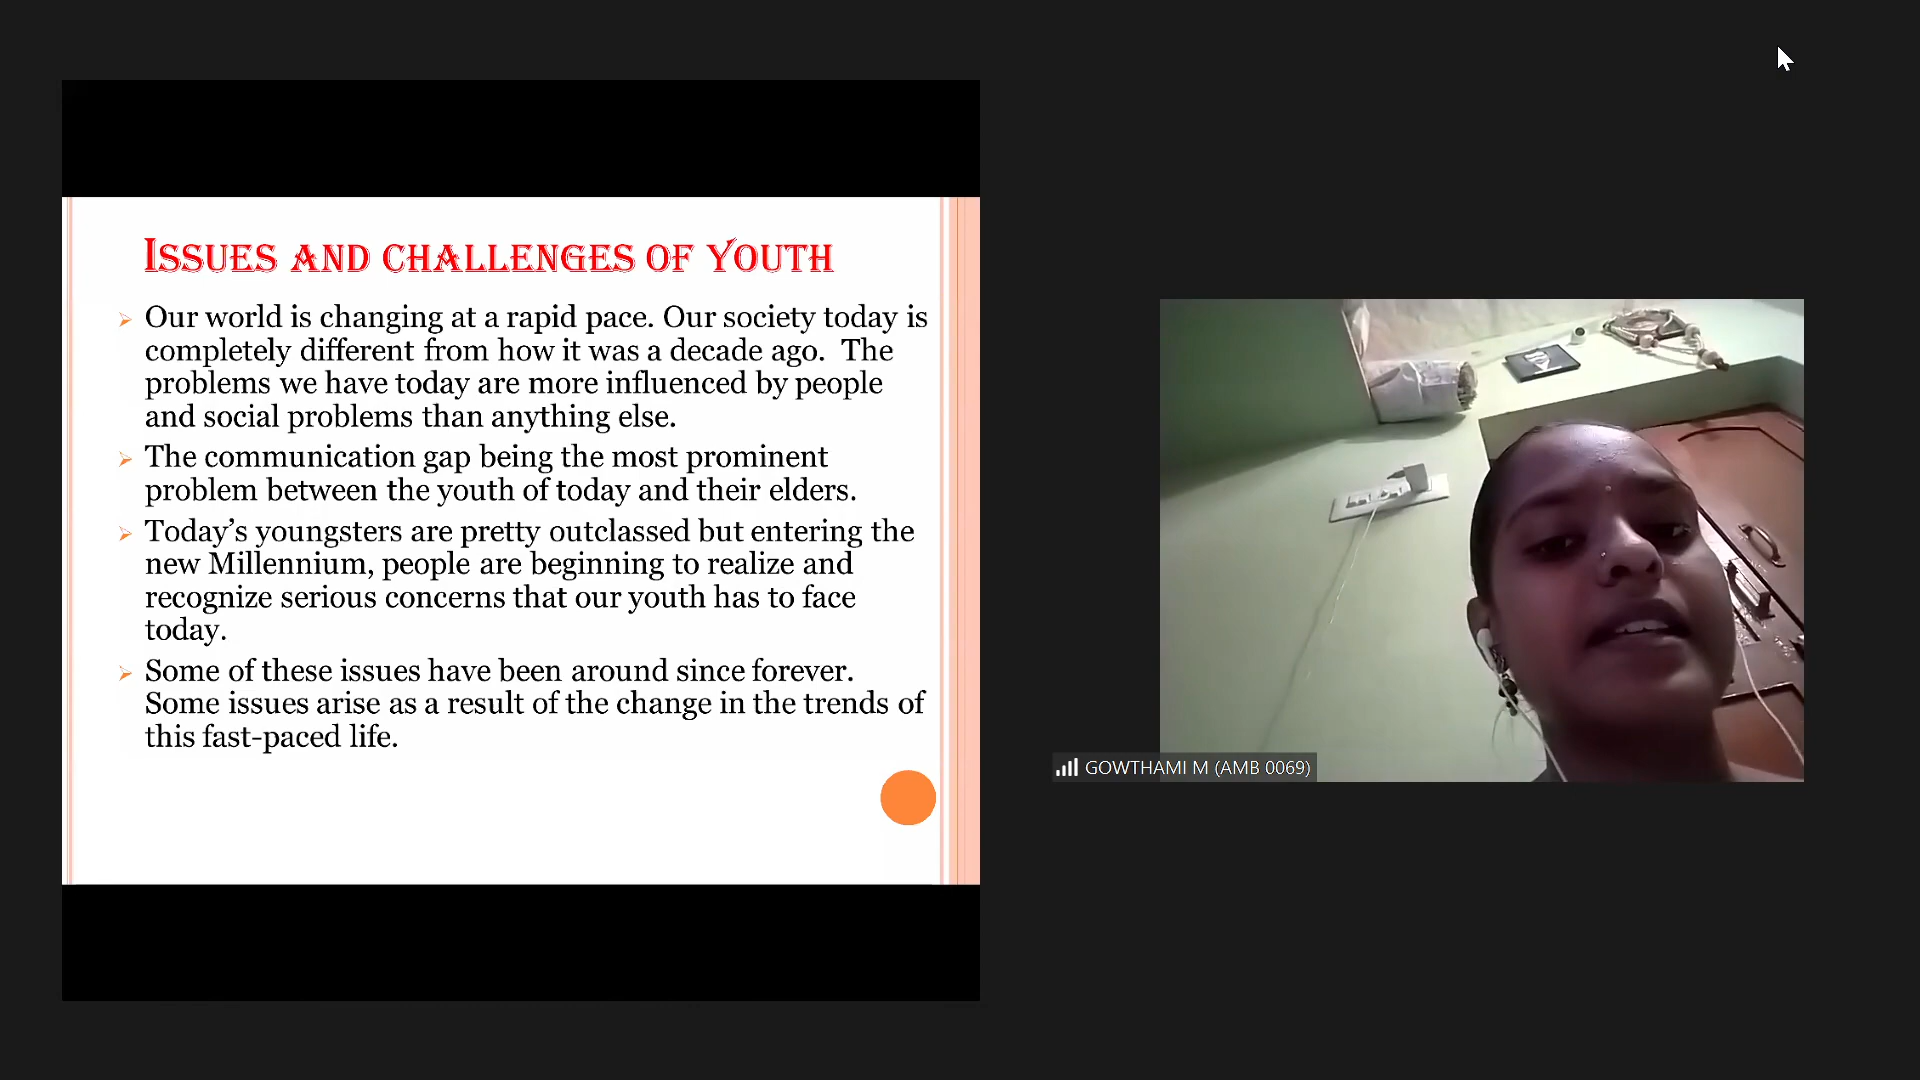 Issues and challenges of youth
Our world is changing at a rapid pace. Our society today is
completely different from how it was a decade ago. The
problems we have today are more influenced by people
and social problems than anything else.
The communication gap being the most prominent
problem between the youth of today and their elders.
Today’s youngsters are pretty outclassed but entering the
new Millennium, people are beginning to realize and
recognize serious concerns that our youth has to face
today.
Some of these issues have been around since forever.
Some issues arise as a result of the change in the trends of
this fast-paced life.
GOWTHAMI M (AMB 0069)